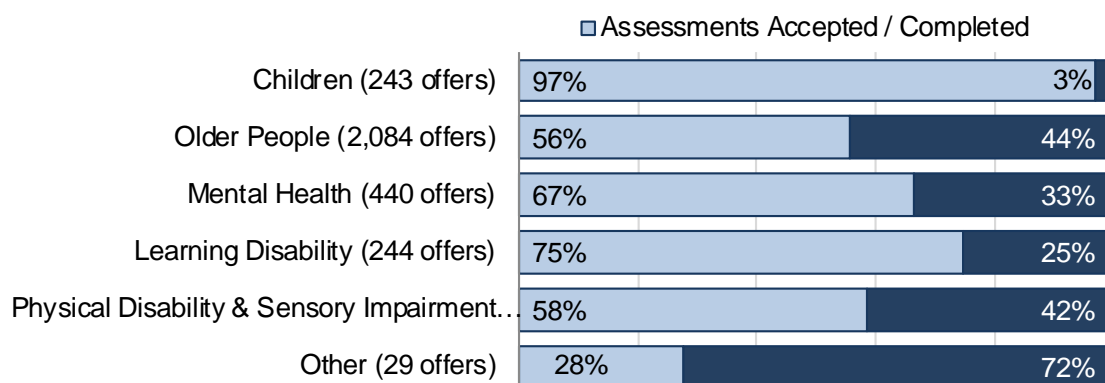 Assessments Accepted / Completed
Children (243 offers) 97% 3%
Older People (2,084 offers) 56% 44%
Mental Health (440 offers) 67% 33%
Learning Disability (244 offers) 75% 25%
Physical Disability & Sensory Impairment… 58% 42%
Other (29 offers) 28% 72%